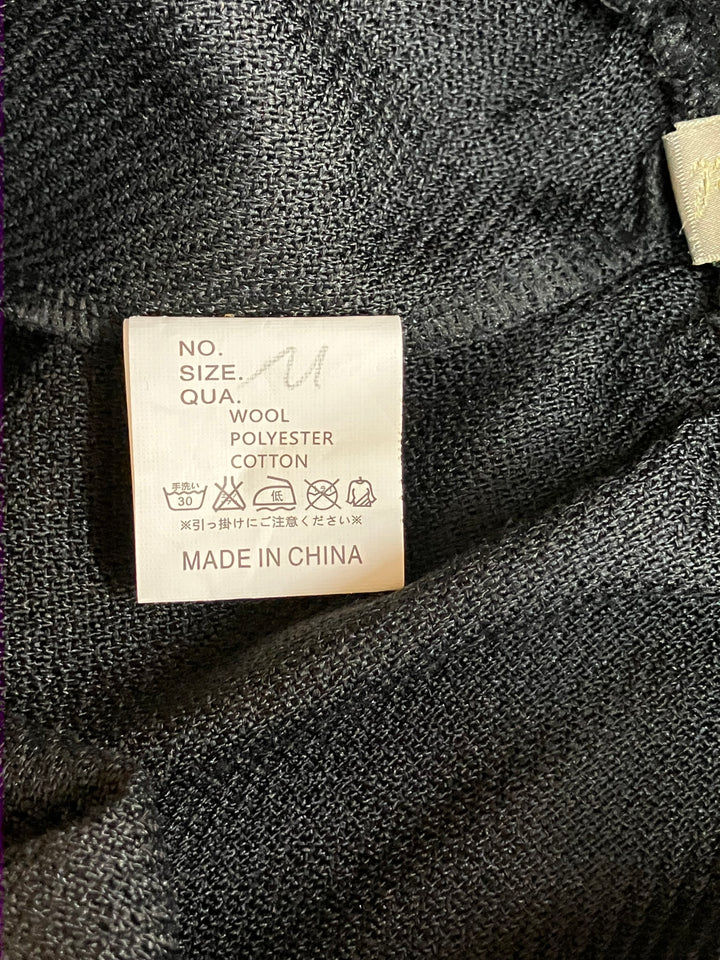 NO.
SIZE. M
QUA.
WOOL
POLYESTER
COTTON
手洗い 30 低
※引っ掛けにご注意ください※
MADE IN CHINA